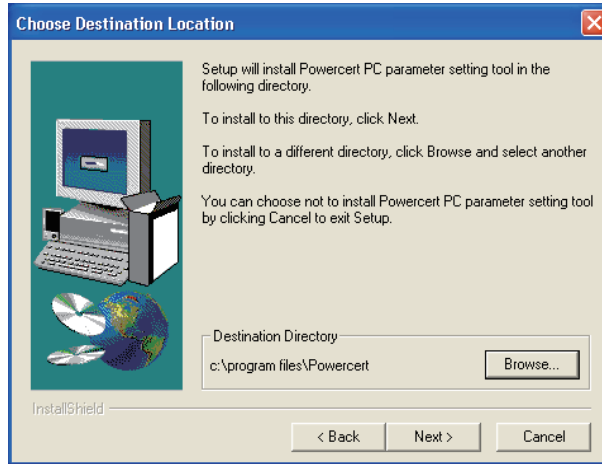 Choose Destination Location
Setup will install Powercert PC parameter setting tool in the
following directory.
To install to this directory, click Next.
To install to a different directory, click Browse and select another
directory.
You can choose not to install Powercert PC parameter setting tool
by clicking Cancel to exit Setup.
Destination Directory
c:\program files\Powercert
Browse...
InstallShield
< Back
Next >
Cancel